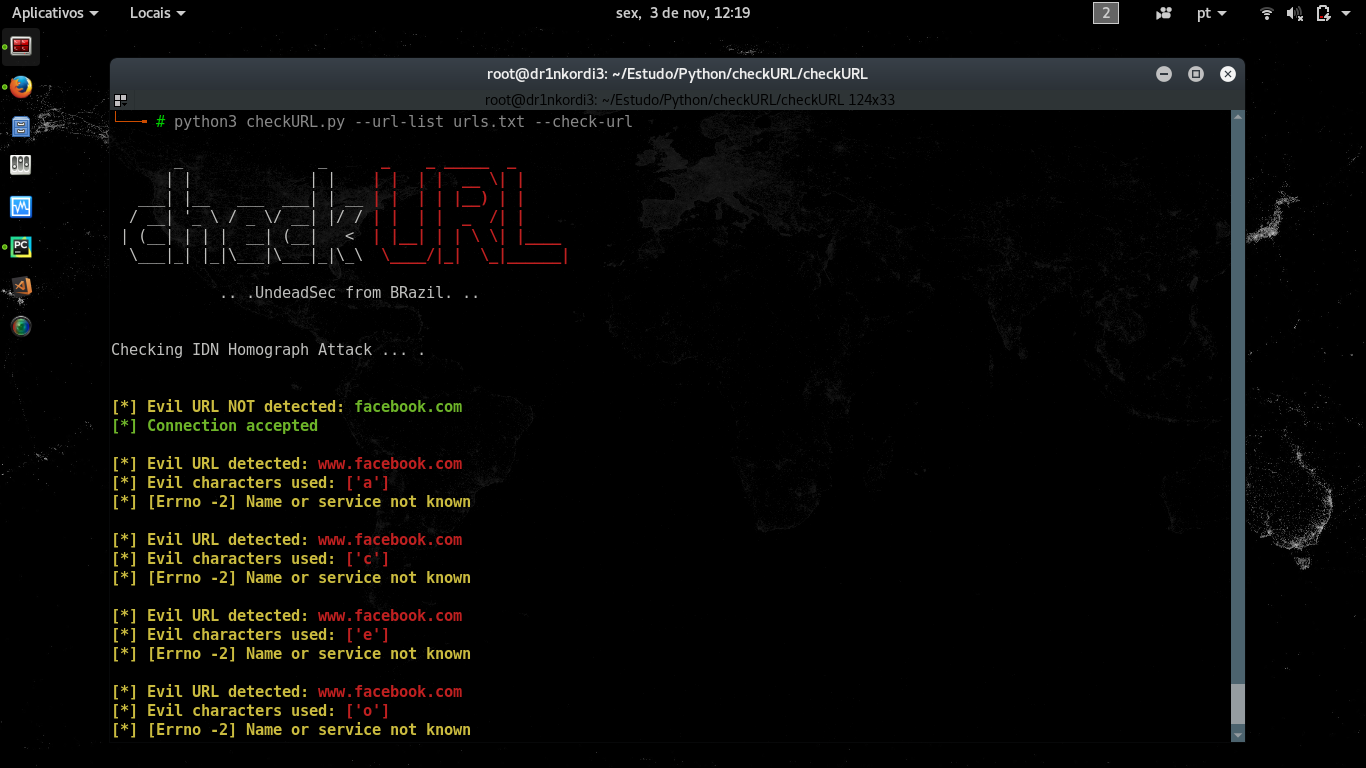 Aplicativos Locais sex, 3 de nov, 12:19 2 pt
root@dr1nkordi3: ~/Estudo/Python/checkURL/checkURL
root@dr1nkordi3: ~/Estudo/Python/checkURL/checkURL 124x33
# python3 checkURL.py --url-list urls.txt --check-url
checkURL
.. .UndeadSec from BRazil. ..
Checking IDN Homograph Attack ... .
[*] Evil URL NOT detected: facebook.com
[*] Connection accepted
[*] Evil URL detected: www.facebook.com
[*] Evil characters used: ['a']
[*] [Errno -2] Name or service not known
[*] Evil URL detected: www.facebook.com
[*] Evil characters used: ['c']
[*] [Errno -2] Name or service not known
[*] Evil URL detected: www.facebook.com
[*] Evil characters used: ['e']
[*] [Errno -2] Name or service not known
[*] Evil URL detected: www.facebook.com
[*] Evil characters used: ['o']
[*] [Errno -2] Name or service not known
PC